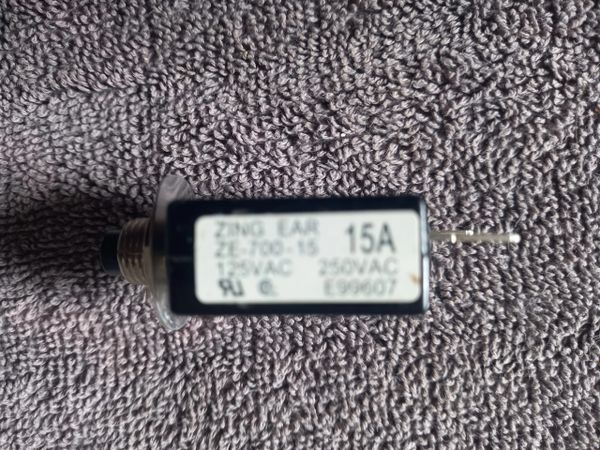 ZING EAR
ZE-700-15 15A
125VAC 250VAC
E99607